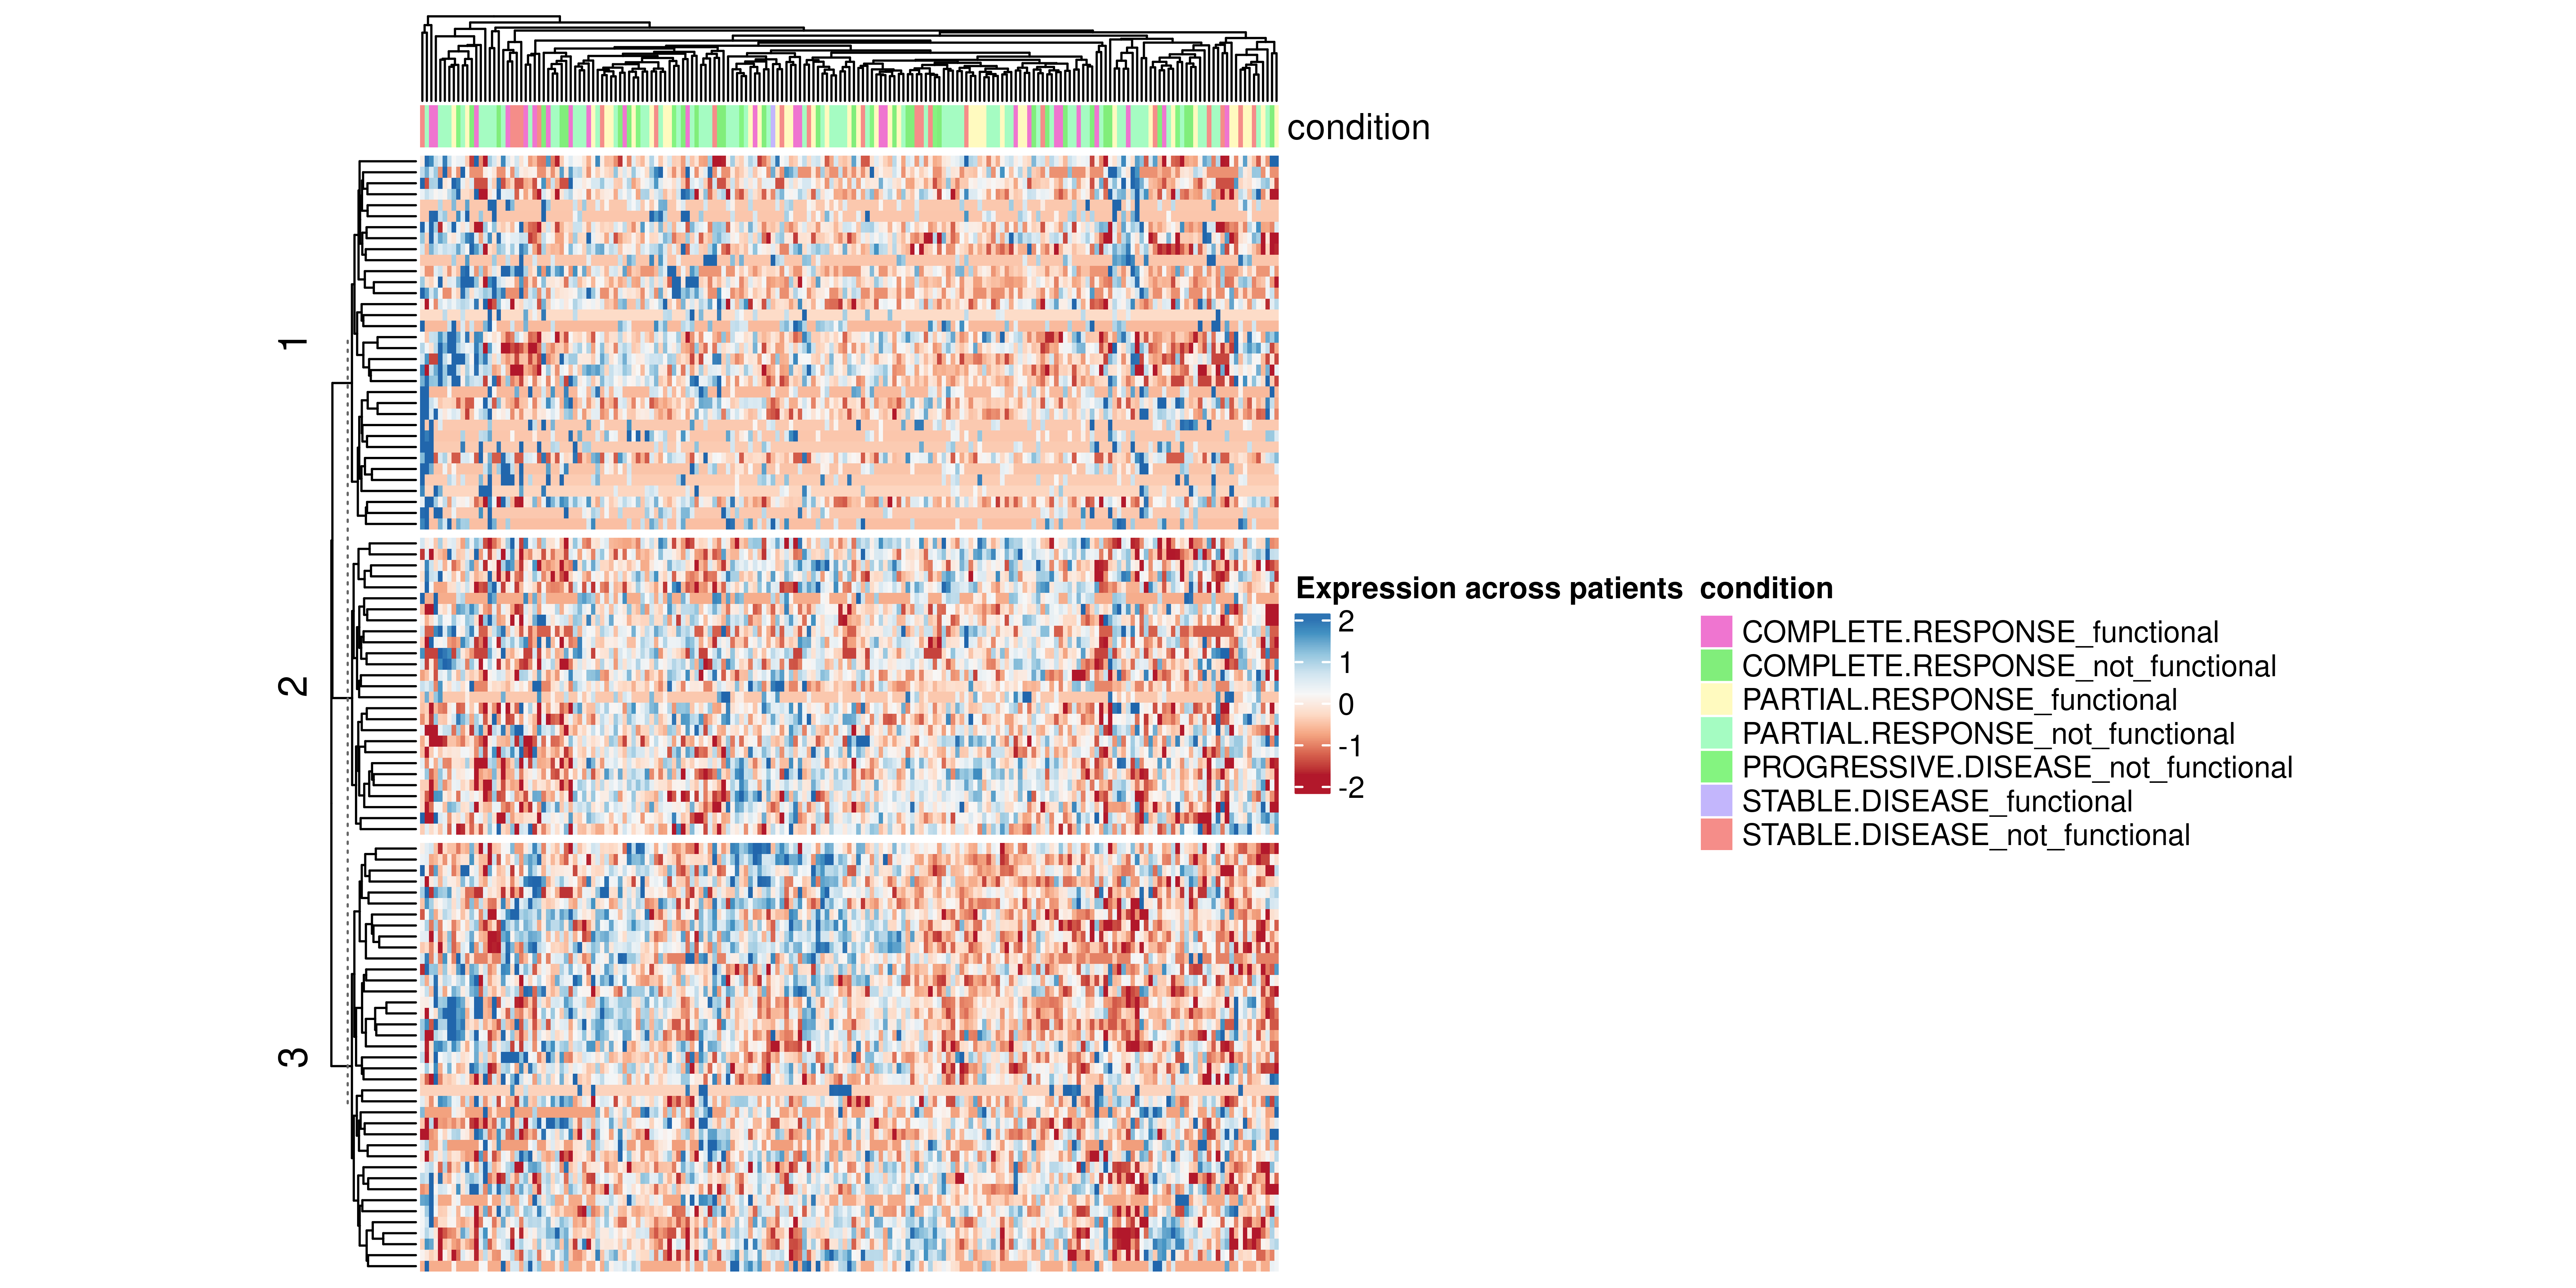 condition
1
2
3
Expression across patients
2
1
0
-1
-2
condition
COMPLETE.RESPONSE_functional
COMPLETE.RESPONSE_not_functional
PARTIAL.RESPONSE_functional
PARTIAL.RESPONSE_not_functional
PROGRESSIVE.DISEASE_not_functional
STABLE.DISEASE_functional
STABLE.DISEASE_not_functional